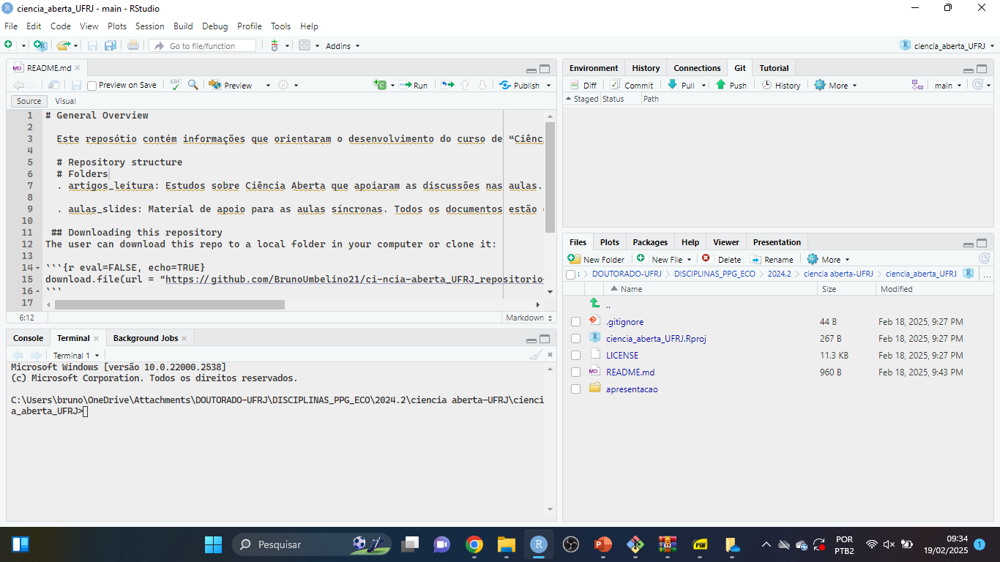 ciencia_aberta_UFRJ - main - RStudio
File Edit Code View Plots Session Build Debug Profile Tools Help
Go to file/function Addins ciencia_aberta_UFRJ
README.md
Preview on Save ABC Preview Run Publish
Source Visual
1 # General Overview
2
3 Este reposótio contém informações que orientaram o desenvolvimento do curso de “Ciênc
4
5 # Repository structure
6 # Folders
7 . artigos_leitura: Estudos sobre Ciência Aberta que apoiaram as discussões nas aulas.
8
9 . aulas_slides: Material de apoio para as aulas síncronas. Todos os documentos estão
10
11 ## Downloading this repository
12 The user can download this repo to a local folder in your computer or clone it:
13
14 ```{r eval=FALSE, echo=TRUE}
15 download.file(url = "https://github.com/BrunoUmbelino21/ci-ncia-aberta_UFRJ_repositorio
16 ```
17
6:12 Markdown
Console Terminal Background Jobs
Terminal 1
Microsoft Windows [versão 10.0.22000.2538]
(c) Microsoft Corporation. Todos os direitos reservados.
C:\Users\bruno\OneDrive\Attachments\DOUTORADO-UFRJ\DISCIPLINAS_PPG_ECO\2024.2\ciencia aberta-UFRJ\cienci
a_aberta_UFRJ>
Environment History Connections Git Tutorial
Diff Commit Pull Push History More main
Staged Status Path
Files Plots Packages Help Viewer Presentation
New Folder New File Delete Rename More
DOUTORADO-UFRJ DISCIPLINAS_PPG_ECO 2024.2 ciencia aberta-UFRJ ciencia_aberta_UFRJ ...
Name Size Modified
..
.gitignore 44 B Feb 18, 2025, 9:27 PM
ciencia_aberta_UFRJ.Rproj 267 B Feb 18, 2025, 9:27 PM
LICENSE 11.3 KB Feb 18, 2025, 9:27 PM
MD README.md 960 B Feb 18, 2025, 9:43 PM
apresentacao
Pesquisar PDF POR 09:34
PTB2 19/02/2025 1